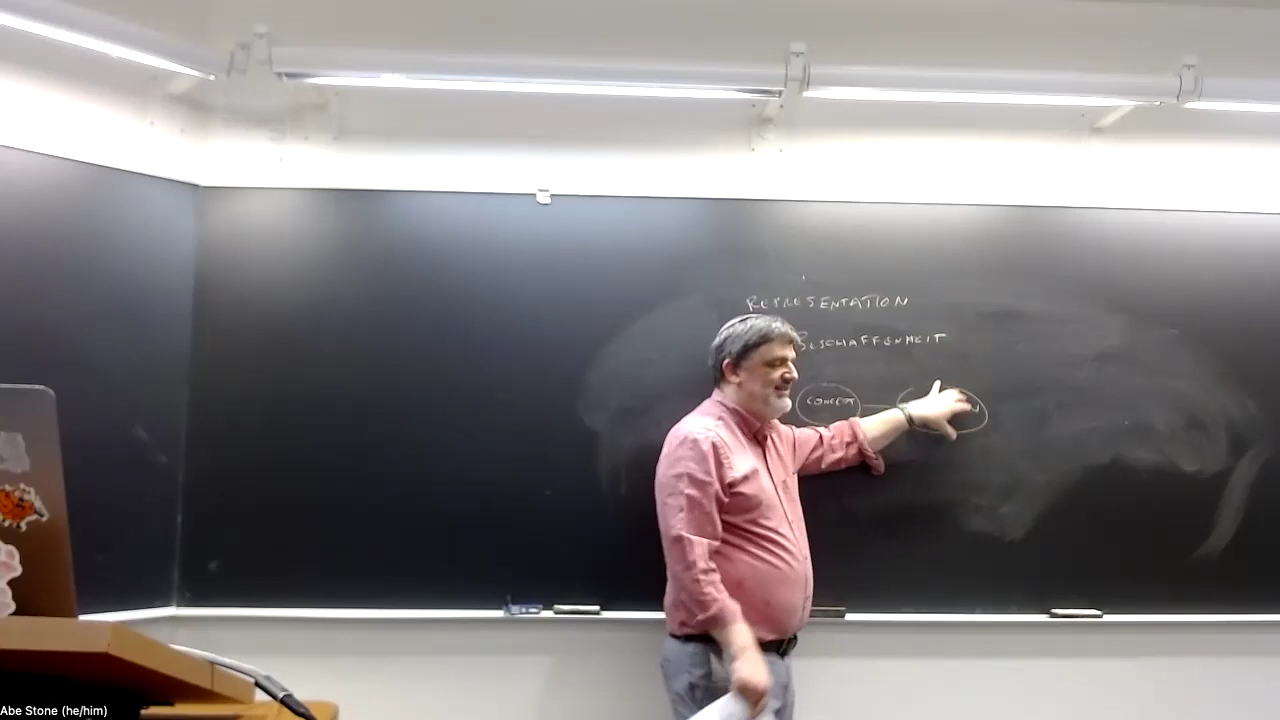 REPRESENTATION
BESCHAFFENHEIT
CONCEPT
Abe Stone (he/him)